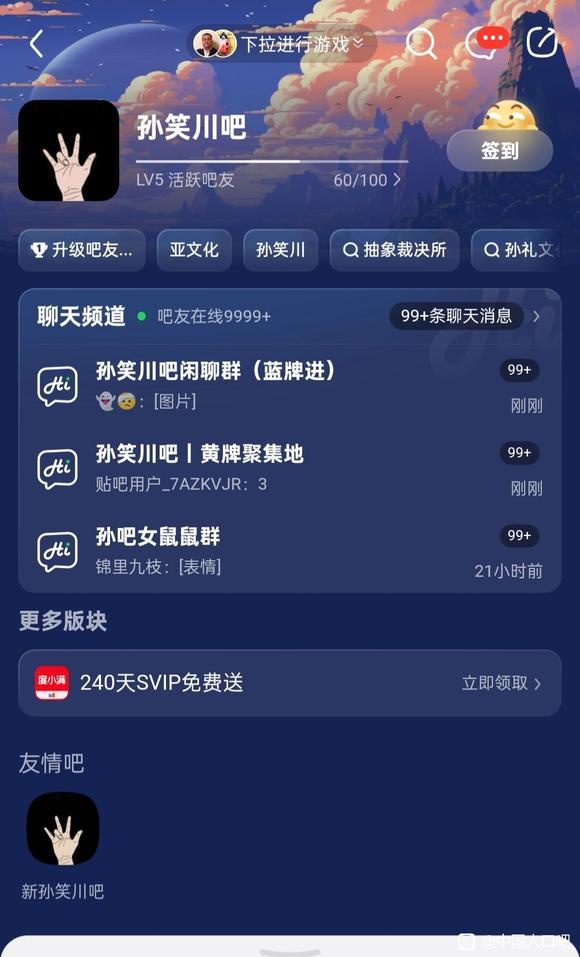 下拉进行游戏
孙笑川吧
签到
LV5 活跃吧友
60/100
升级吧友...
亚文化
孙笑川
抽象裁决所
孙礼文
聊天频道
吧友在线9999+
99+条聊天消息
Hi
孙笑川吧闲聊群（蓝牌进）
99+
：[图片]
刚刚
Hi
孙笑川吧丨黄牌聚集地
99+
贴吧用户_7AZKVJR：3
刚刚
Hi
孙吧女鼠鼠群
99+
锦里九枝：[表情]
21小时前
更多版块
度小满
240天SVIP免费送
立即领取
友情吧
新孙笑川吧
@中国人口吧